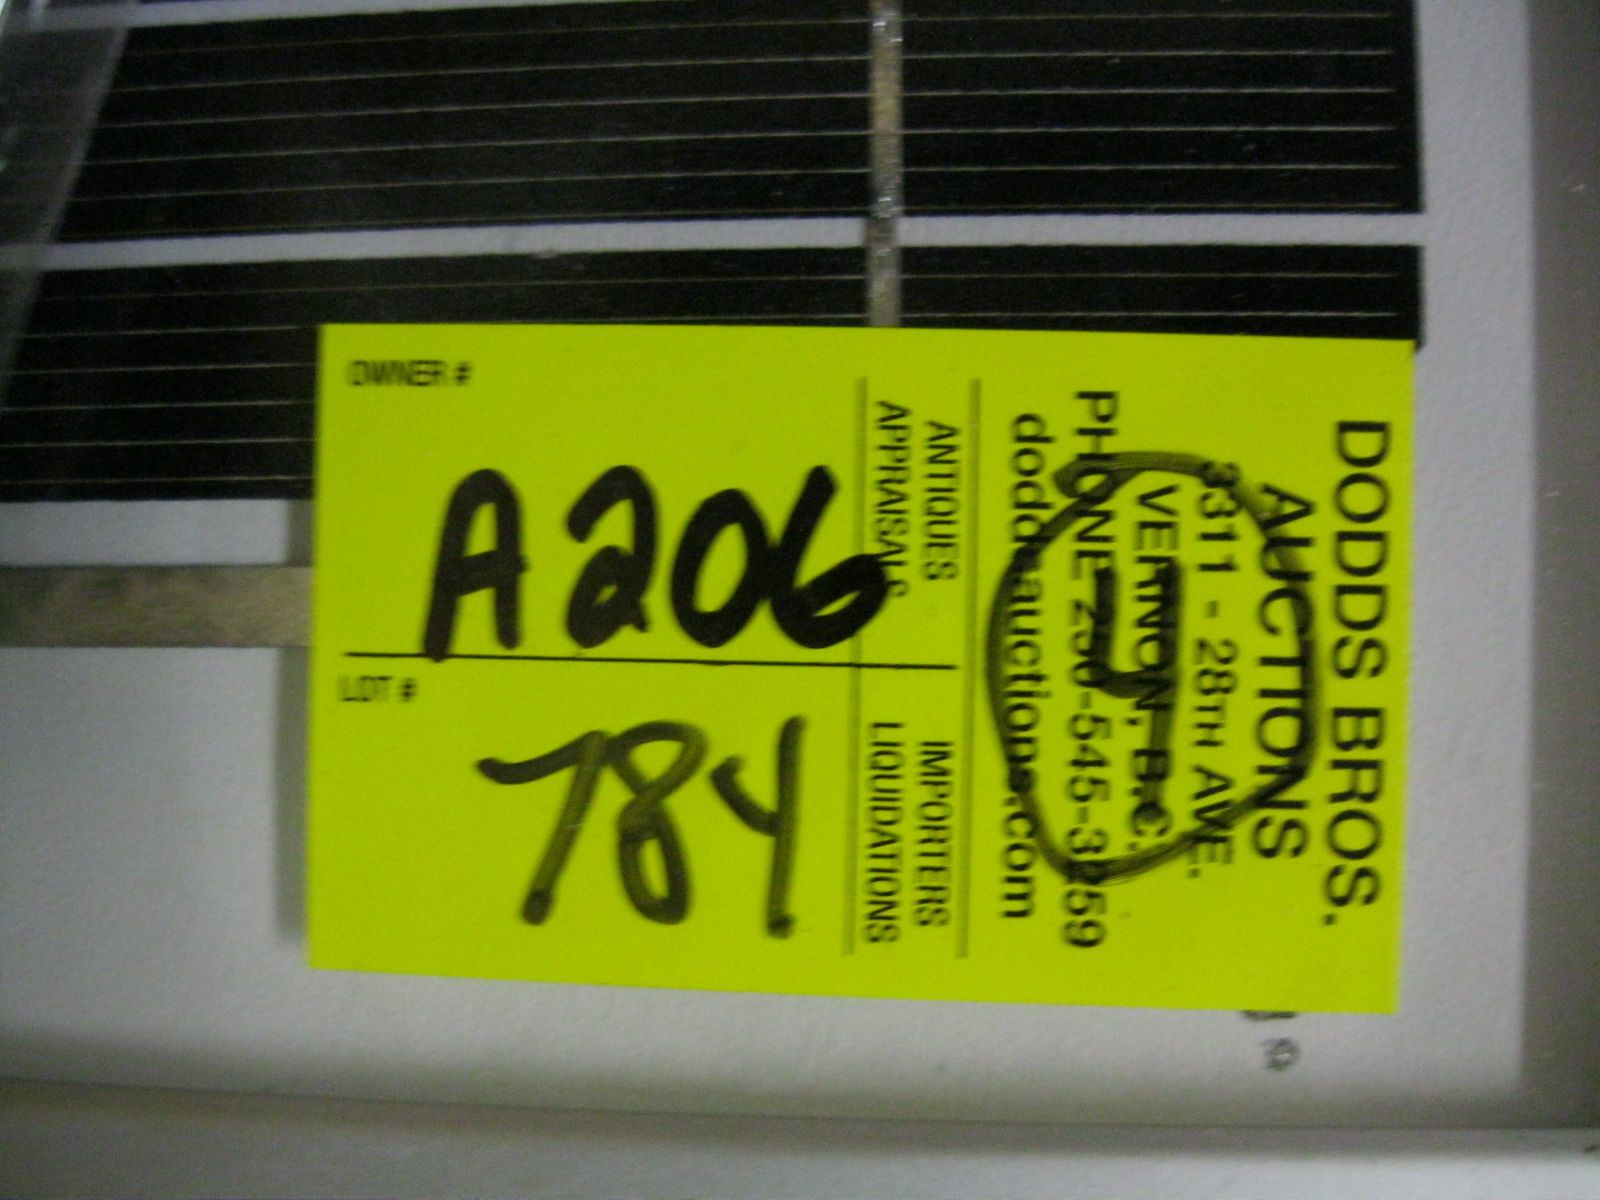 OWNER #
A206
LOT #
784
DODDS BROS.
AUCTIONS
3311 - 28TH AVE.
VERNON, B.C.
PHONE 250-545-3259
doddsauctions.com
ANTIQUES IMPORTERS
APPRAISALS LIQUIDATIONS